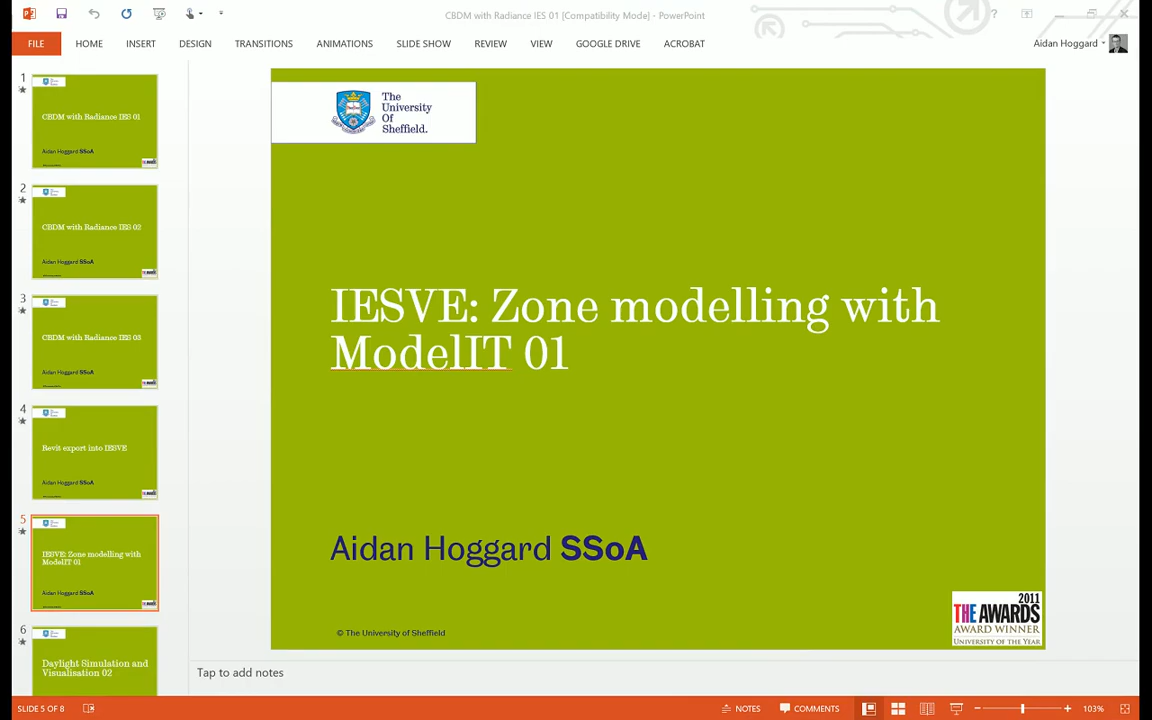 CBDM with Radiance IES 01 [Compatibility Mode] - PowerPoint
?
FILE HOME INSERT DESIGN TRANSITIONS ANIMATIONS SLIDE SHOW REVIEW VIEW GOOGLE DRIVE ACROBAT
Aidan Hoggard
1
CBDM with Radiance IES 01
Aidan Hoggard SSoA
2
CBDM with Radiance IES 02
Aidan Hoggard SSoA
3
CBDM with Radiance IES 03
Aidan Hoggard SSoA
4
Revit export into IESVE
Aidan Hoggard SSoA
5
IESVE: Zone modelling with
ModelIT 01
Aidan Hoggard SSoA
6
Daylight Simulation and
Visualisation 02
The
University
Of
Sheffield.
IESVE: Zone modelling with
ModelIT 01
Aidan Hoggard SSoA
© The University of Sheffield
2011
THE AWARDS
AWARD WINNER
UNIVERSITY OF THE YEAR
Tap to add notes
SLIDE 5 OF 8
NOTES COMMENTS
103%